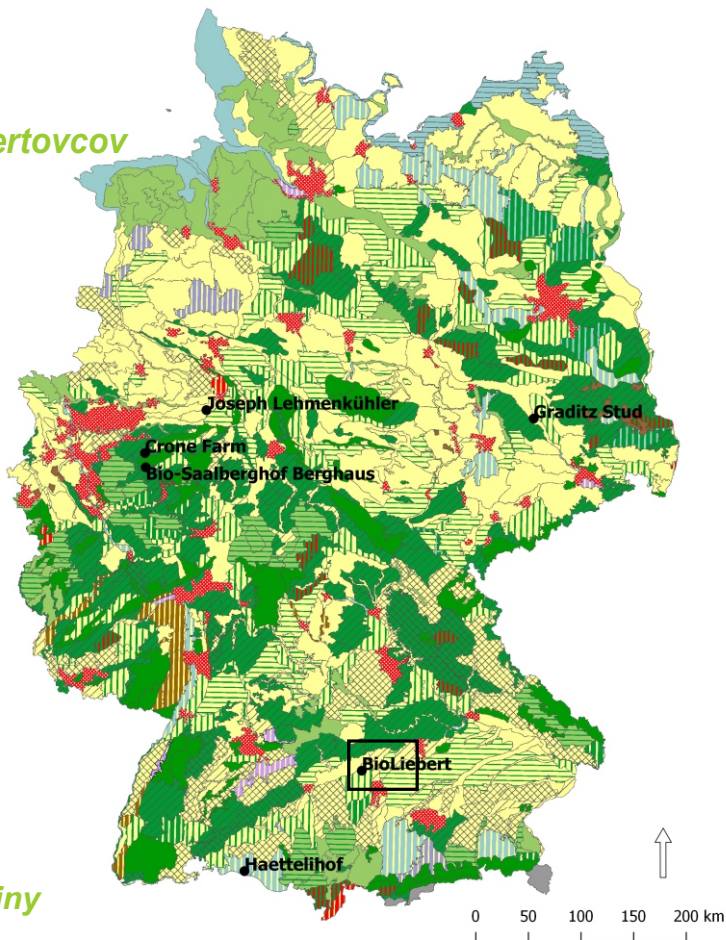 ertovcov
Joseph Lehmenkühler
Graditz Stud
Crone Farm
Bio-Saalberghof Berghaus
BioLiebert
Haettelihof
iny
0 50 100 150 200 km